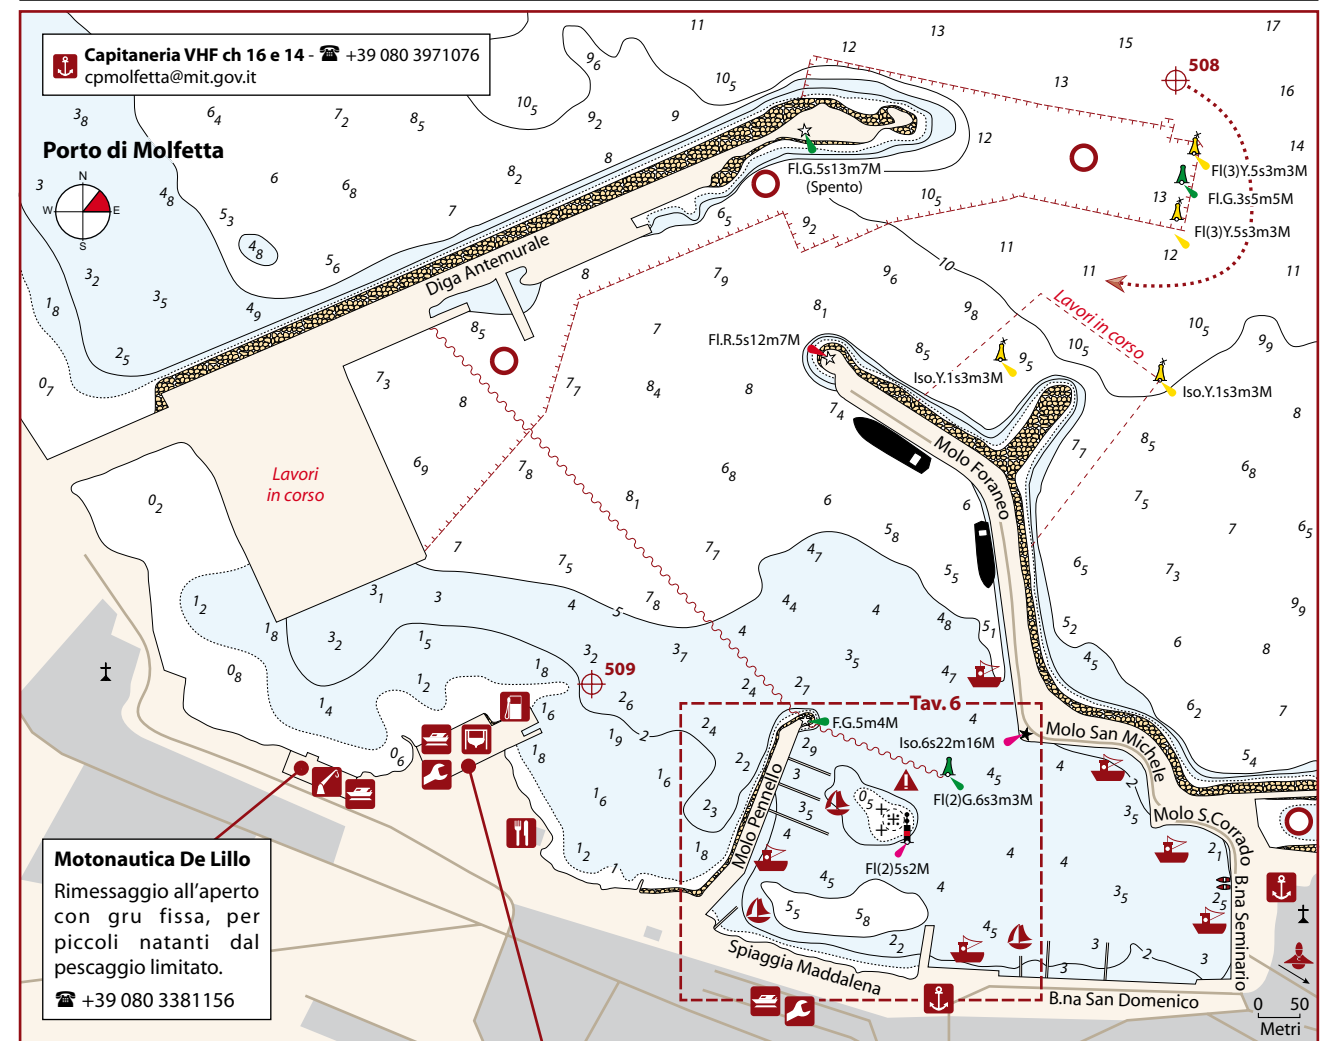 Capitaneria VHF ch 16 e 14 - ☎ +39 080 3971076
cpmolfetta@mit.gov.it
Porto di Molfetta
N
W E
S
508
Fl.G.5s13m7M
(Spento)
Fl(3)Y.5s3m3M
Fl.G.3s5m5M
Fl(3)Y.5s3m3M
Diga Antemurale
Lavori in corso
Fl.R.5s12m7M
Iso.Y.1s3m3M
Iso.Y.1s3m3M
Molo Foraneo
Lavori
in corso
509
Tav. 6
F.G.5m4M
Iso.6s22m16M
Molo San Michele
Fl(2)G.6s3m3M
Molo Pennello
Molo S.Corrado
Fl(2)5s2M
B.na Seminario
Spiaggia Maddalena
B.na San Domenico
Motonautica De Lillo
Rimessaggio all'aperto
con gru fissa, per
piccoli natanti dal
pescaggio limitato.
☎ +39 080 3381156
0 50
Metri